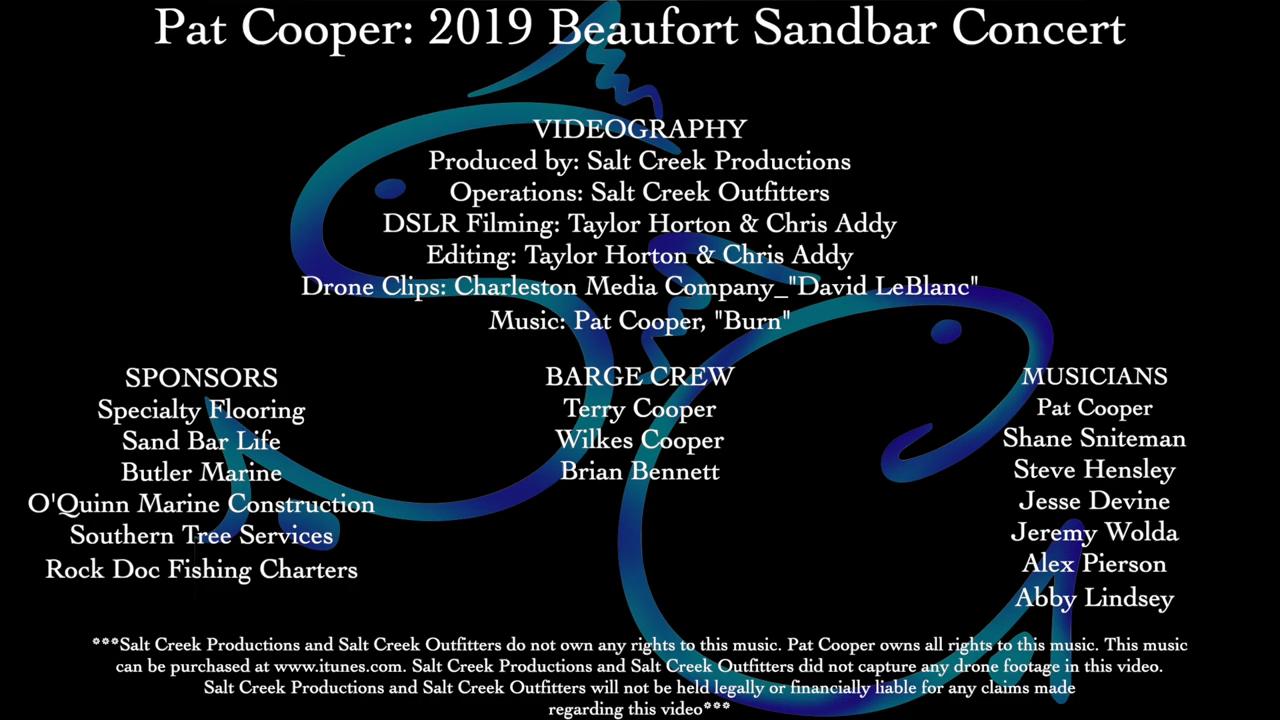 Pat Cooper: 2019 Beaufort Sandbar Concert
VIDEOGRAPHY
Produced by: Salt Creek Productions
Operations: Salt Creek Outfitters
DSLR Filming: Taylor Horton & Chris Addy
Editing: Taylor Horton & Chris Addy
Drone Clips: Charleston Media Company_"David LeBlanc"
Music: Pat Cooper, "Burn"
SPONSORS
Specialty Flooring
Sand Bar Life
Butler Marine
O'Quinn Marine Construction
Southern Tree Services
Rock Doc Fishing Charters
BARGE CREW
Terry Cooper
Wilkes Cooper
Brian Bennett
MUSICIANS
Pat Cooper
Shane Sniteman
Steve Hensley
Jesse Devine
Jeremy Wolda
Alex Pierson
Abby Lindsey
***Salt Creek Productions and Salt Creek Outfitters do not own any rights to this music. Pat Cooper owns all rights to this music. This music
can be purchased at www.itunes.com. Salt Creek Productions and Salt Creek Outfitters did not capture any drone footage in this video.
Salt Creek Productions and Salt Creek Outfitters will not be held legally or financially liable for any claims made
regarding this video***